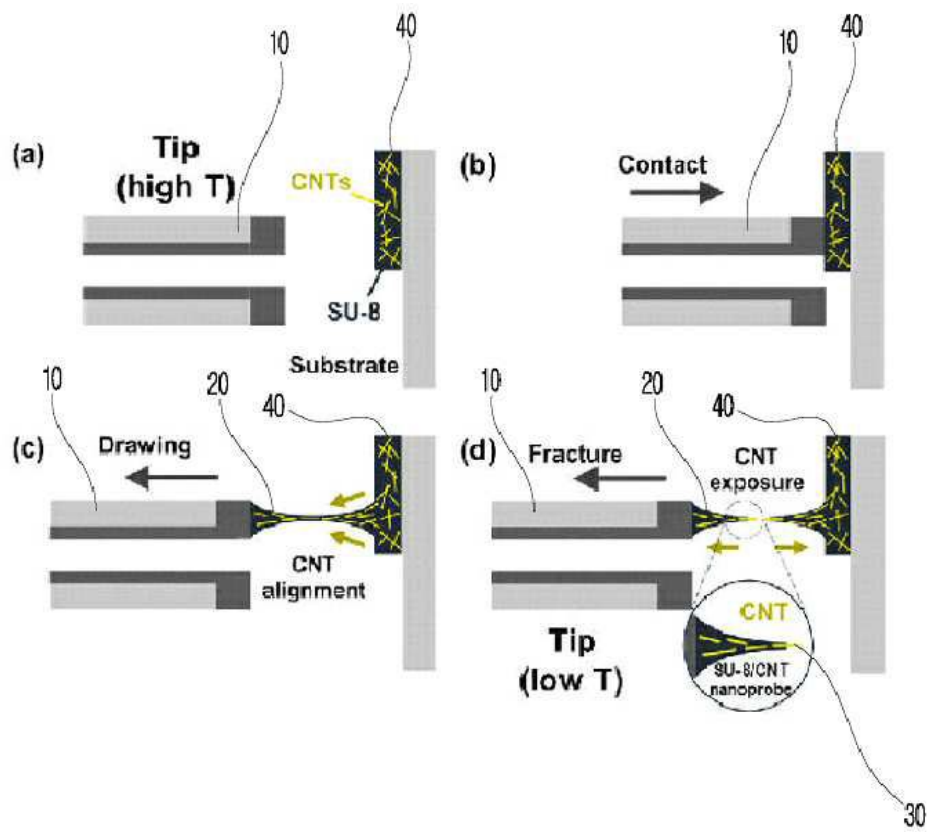 10
40
10
40
(a)
Tip
(high T)
CNTs
SU-8
Substrate
(b)
Contact
10
20
40
(c)
Drawing
CNT
alignment
10
20
40
(d)
Fracture
CNT
exposure
Tip
(low T)
CNT
SU-8/CNT
nanoprobe
30